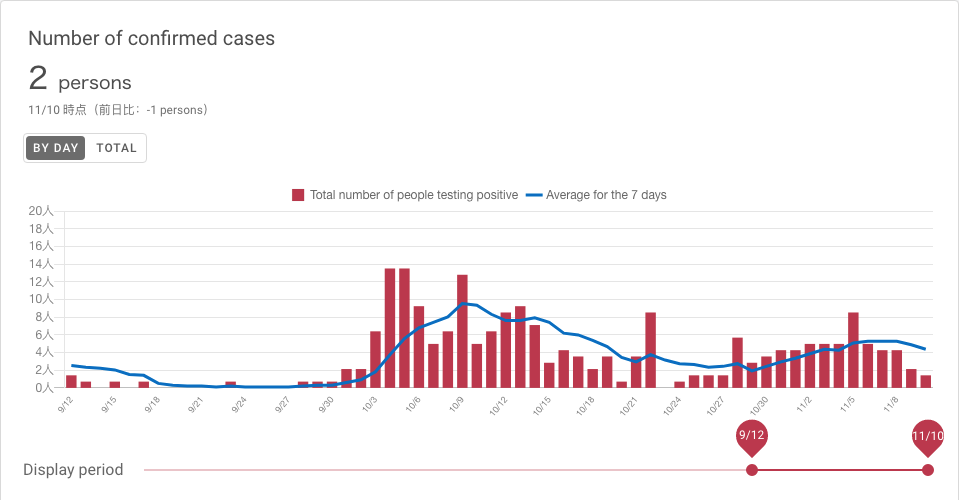 Number of confirmed cases
2 persons
11/10 時点（前日比：-1 persons）
BY DAY TOTAL
Total number of people testing positive Average for the 7 days
20人
18人
16人
14人
12人
10人
8人
6人
4人
2人
0人
9/12 9/15 9/18 9/21 9/24 9/27 9/30 10/3 10/6 10/9 10/12 10/15 10/18 10/21 10/24 10/27 10/30 11/2 11/5 11/8
9/12 11/10
Display period